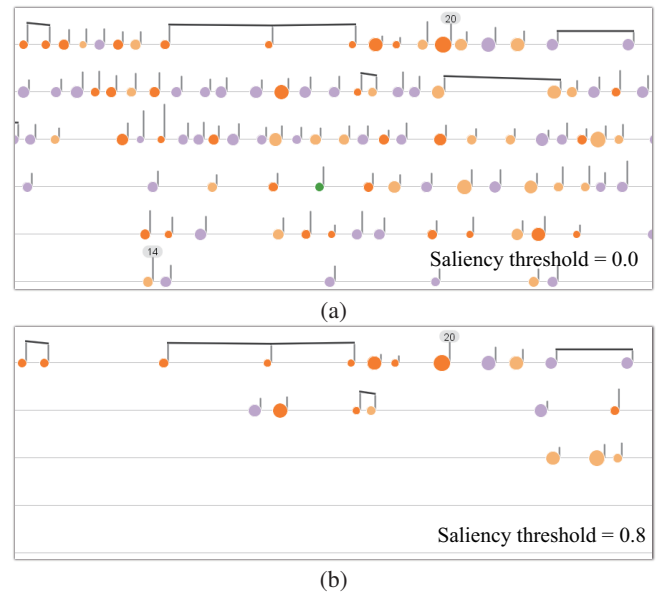 20
Saliency threshold = 0.0
14
(a)
20
Saliency threshold = 0.8
(b)